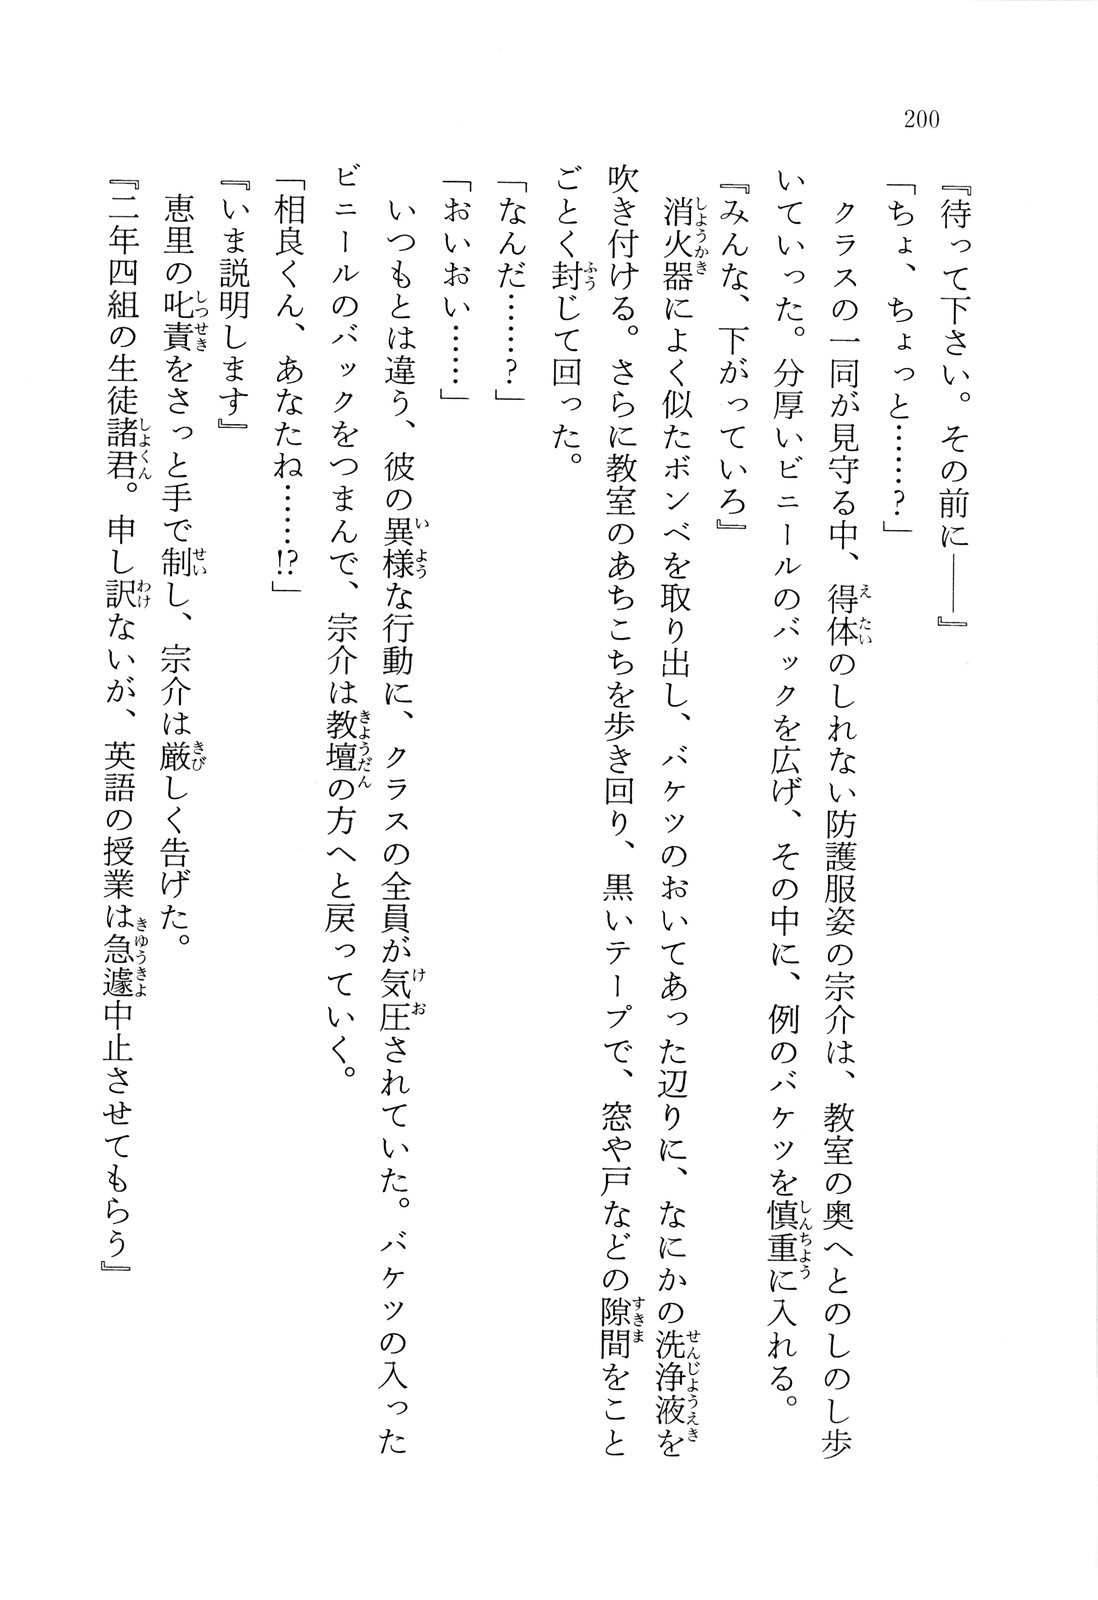 200
『待って下さい。その前に――』
「ちょ、ちょっと……？」
　クラスの一同が見守る中、得体のしれない防護服姿の宗介は、教室の奥へとのしのし歩
いていった。分厚いビニールのバックを広げ、その中に、例のバケツを慎重に入れる。
『みんな、下がっていろ』
　消火器によく似たボンベを取り出し、バケツのおいてあった辺りに、なにかの洗浄液を
吹き付ける。さらに教室のあちこちを歩き回り、黒いテープで、窓や戸などの隙間をこと
ごとく封じて回った。
「なんだ……？」
「おいおい……」
　いつもとは違う、彼の異様な行動に、クラスの全員が気圧されていた。バケツの入った
ビニールのバックをつまんで、宗介は教壇の方へと戻っていく。
「相良くん、あなたね……!?」
『いま説明します』
　恵里の叱責をさっと手で制し、宗介は厳しく告げた。
『二年四組の生徒諸君。申し訳ないが、英語の授業は急遽中止させてもらう』